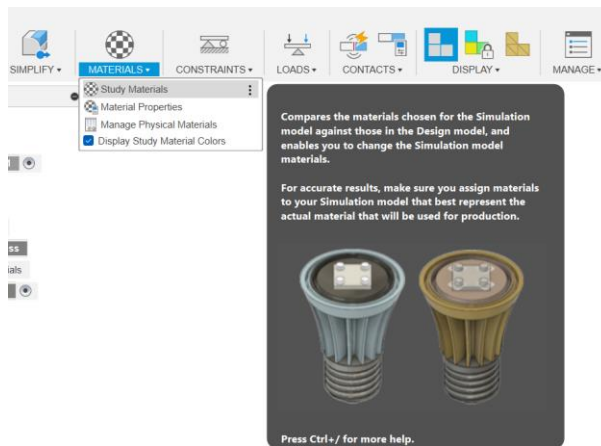 SIMPLIFY MATERIALS CONSTRAINTS LOADS CONTACTS DISPLAY MANAGE
Study Materials
Material Properties
Manage Physical Materials
Display Study Material Colors
ss
ials
Compares the materials chosen for the Simulation
model against those in the Design model, and
enables you to change the Simulation model
materials.
For accurate results, make sure you assign materials
to your Simulation model that best represent the
actual material that will be used for production.
Press Ctrl+/ for more help.